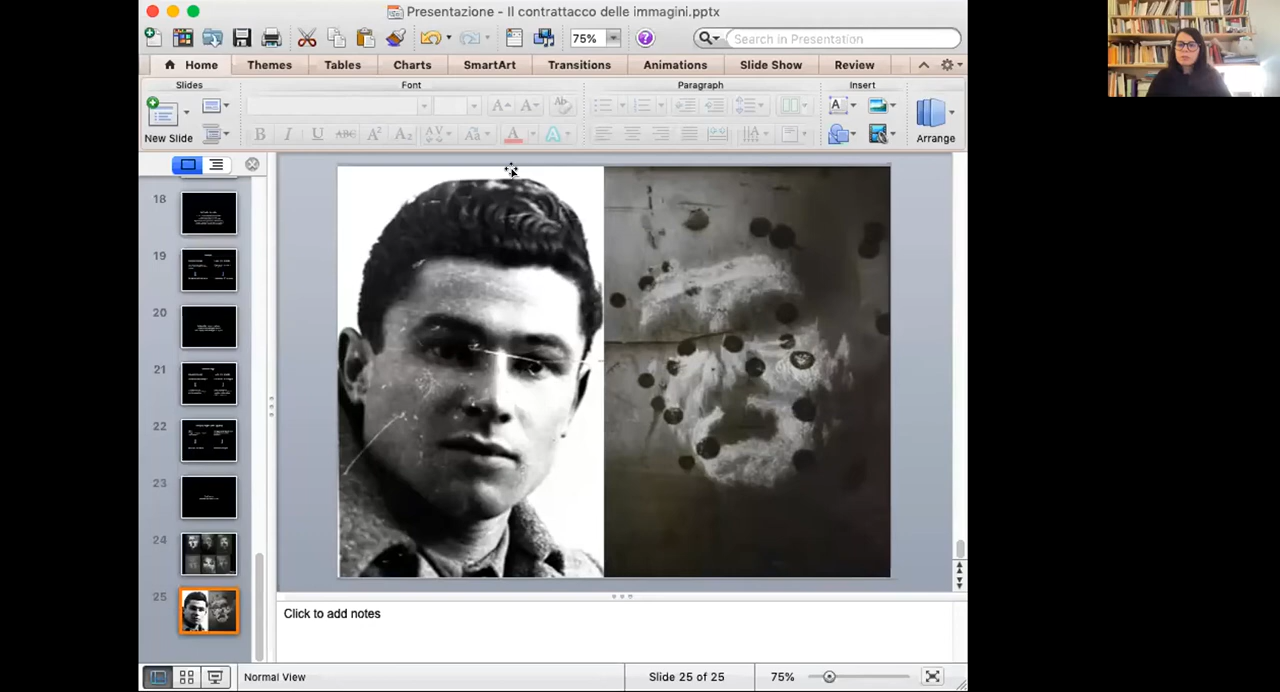 Presentazione - Il contrattacco delle immagini.pptx
75%
Search in Presentation
Home
Themes
Tables
Charts
SmartArt
Transitions
Animations
Slide Show
Review
Slides
Font
Paragraph
Insert
New Slide
Arrange
18
19
20
21
22
23
24
25
Click to add notes
Normal View
Slide 25 of 25
75%